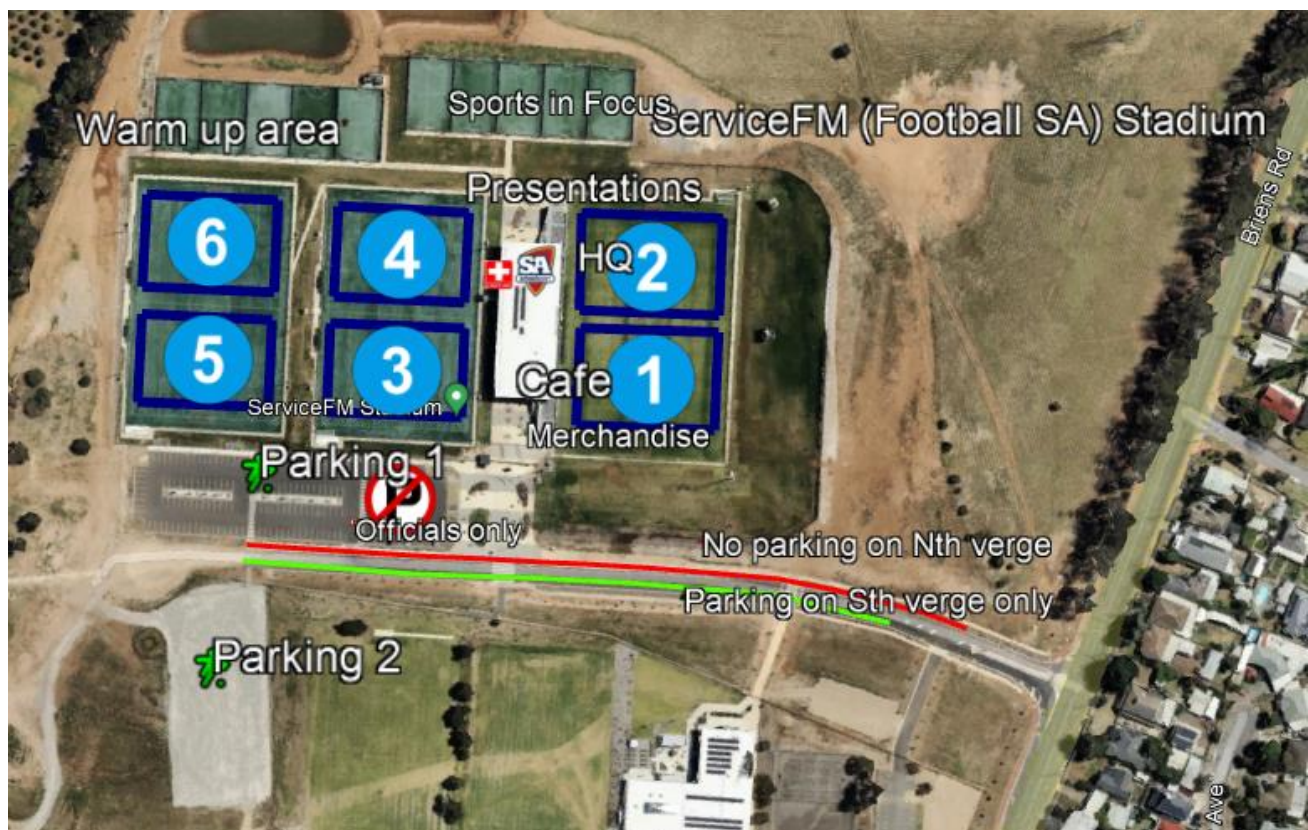 Sports in Focus
Warm up area
ServiceFM (Football SA) Stadium
Presentations
Briens Rd
6
4
HQ
2
SA
5
3
Cafe
1
ServiceFM Stadium
Merchandise
Parking 1
Officials only
No parking on Nth verge
Parking on Sth verge only
Parking 2
Ave